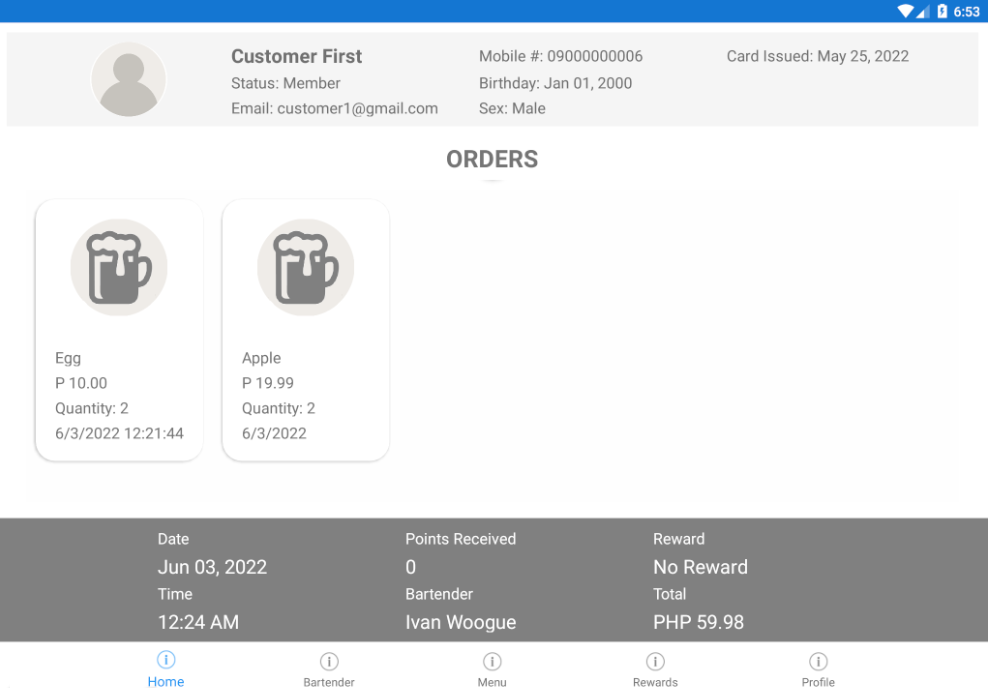 6:53
Customer First
Status: Member
Email: customer1@gmail.com
Mobile #: 09000000006
Birthday: Jan 01, 2000
Sex: Male
Card Issued: May 25, 2022
ORDERS
Egg
P 10.00
Quantity: 2
6/3/2022 12:21:44
Apple
P 19.99
Quantity: 2
6/3/2022
Date
Jun 03, 2022
Time
12:24 AM
Points Received
0
Bartender
Ivan Woogue
Reward
No Reward
Total
PHP 59.98
Home
Bartender
Menu
Rewards
Profile